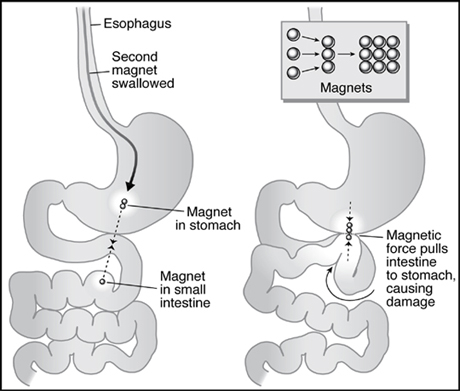 Esophagus
Second
magnet
swallowed
Magnet
in stomach
Magnet
in small
intestine
Magnets
Magnetic
force pulls
intestine
to stomach,
causing
damage